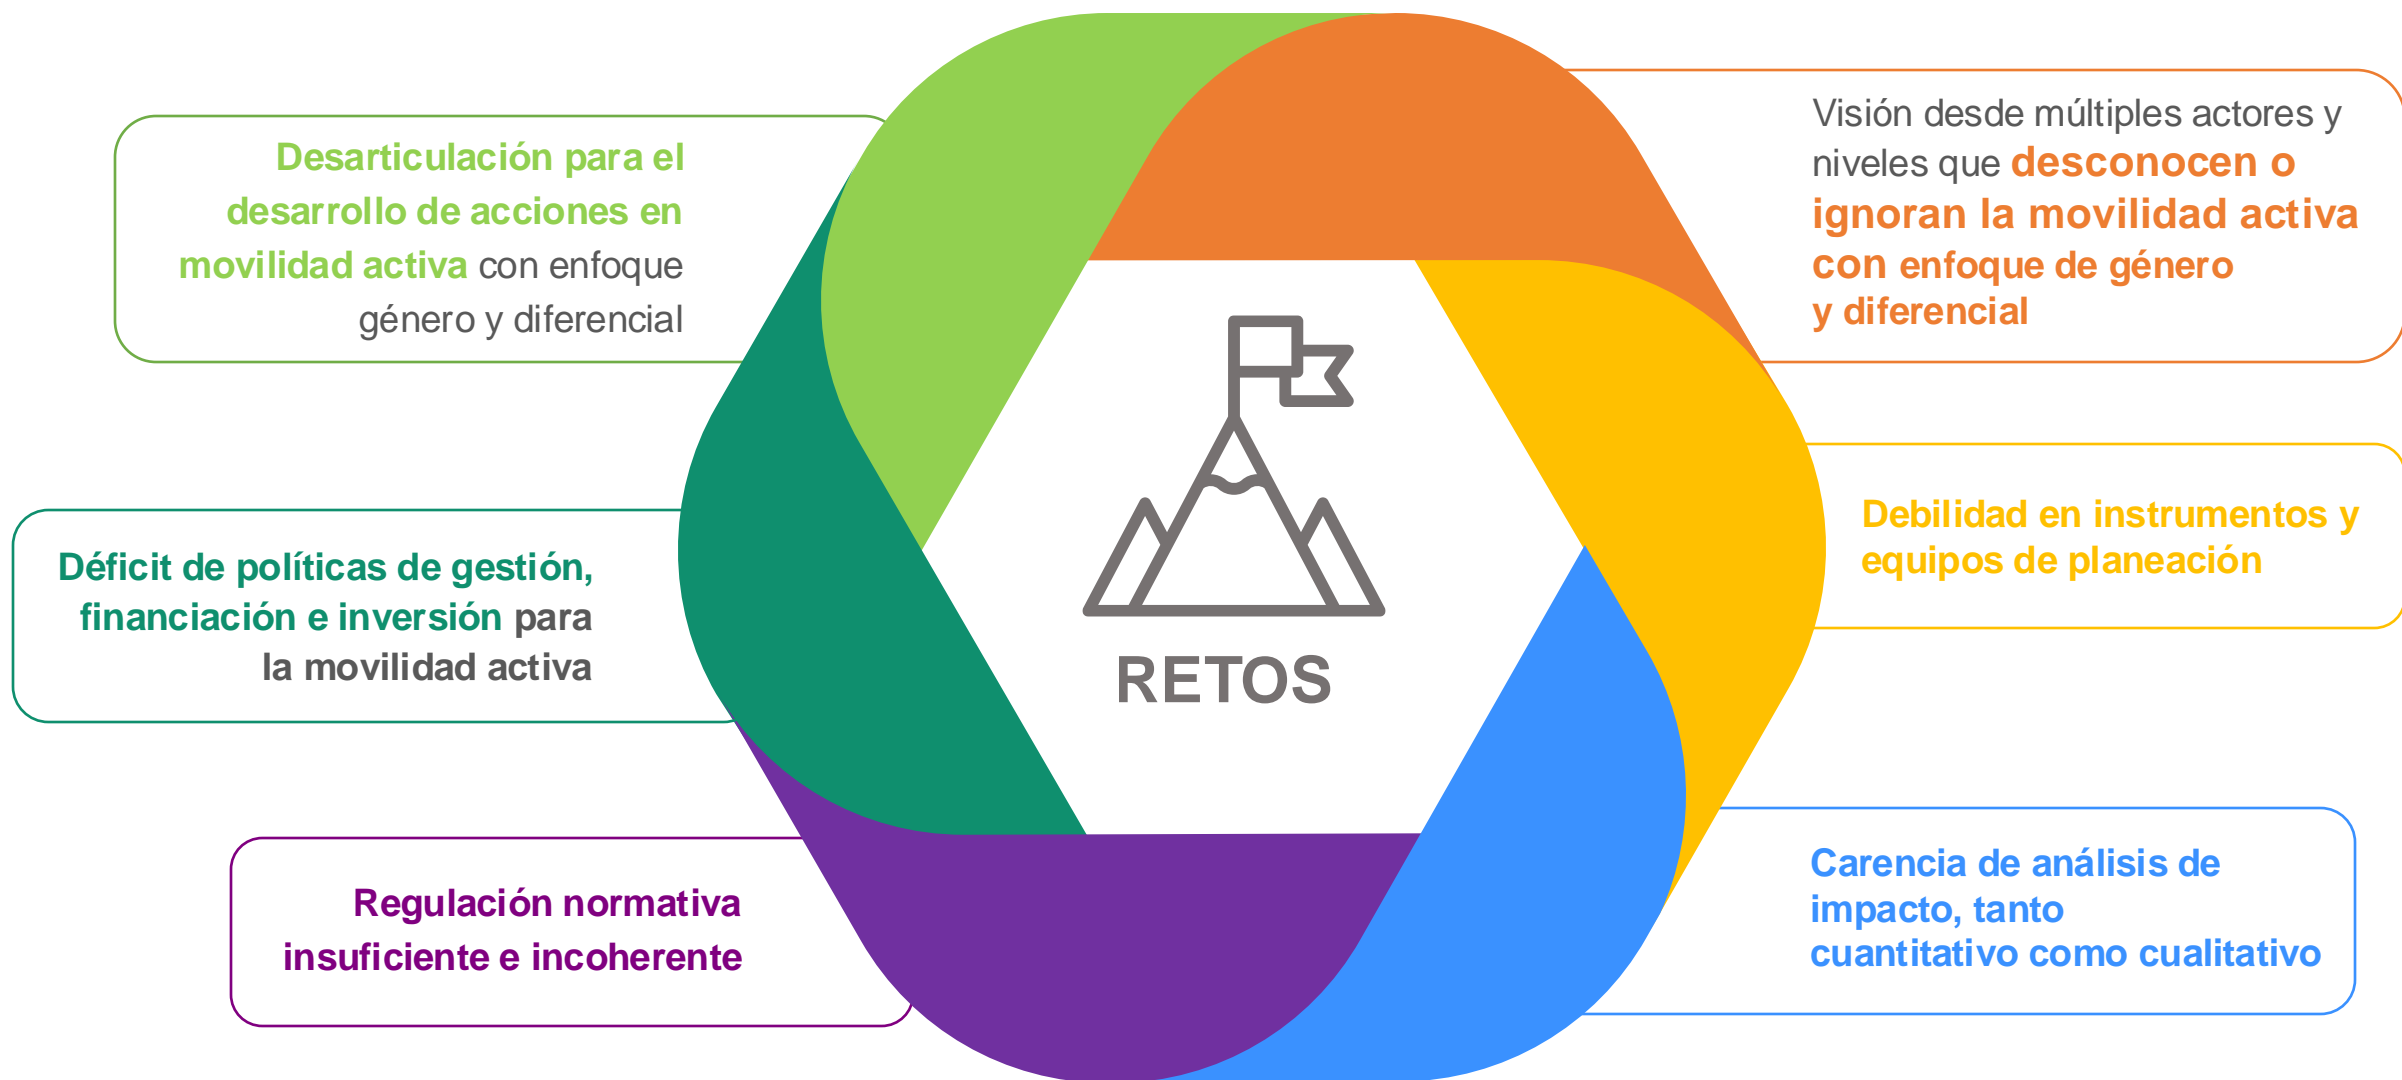 Desarticulación para el
desarrollo de acciones en
movilidad activa con enfoque
género y diferencial
Visión desde múltiples actores y
niveles que desconocen o
ignoran la movilidad activa
con enfoque de género
y diferencial
Déficit de políticas de gestión,
financiación e inversión para
la movilidad activa
Debilidad en instrumentos y
equipos de planeación
RETOS
Regulación normativa
insuficiente e incoherente
Carencia de análisis de
impacto, tanto
cuantitativo como cualitativo